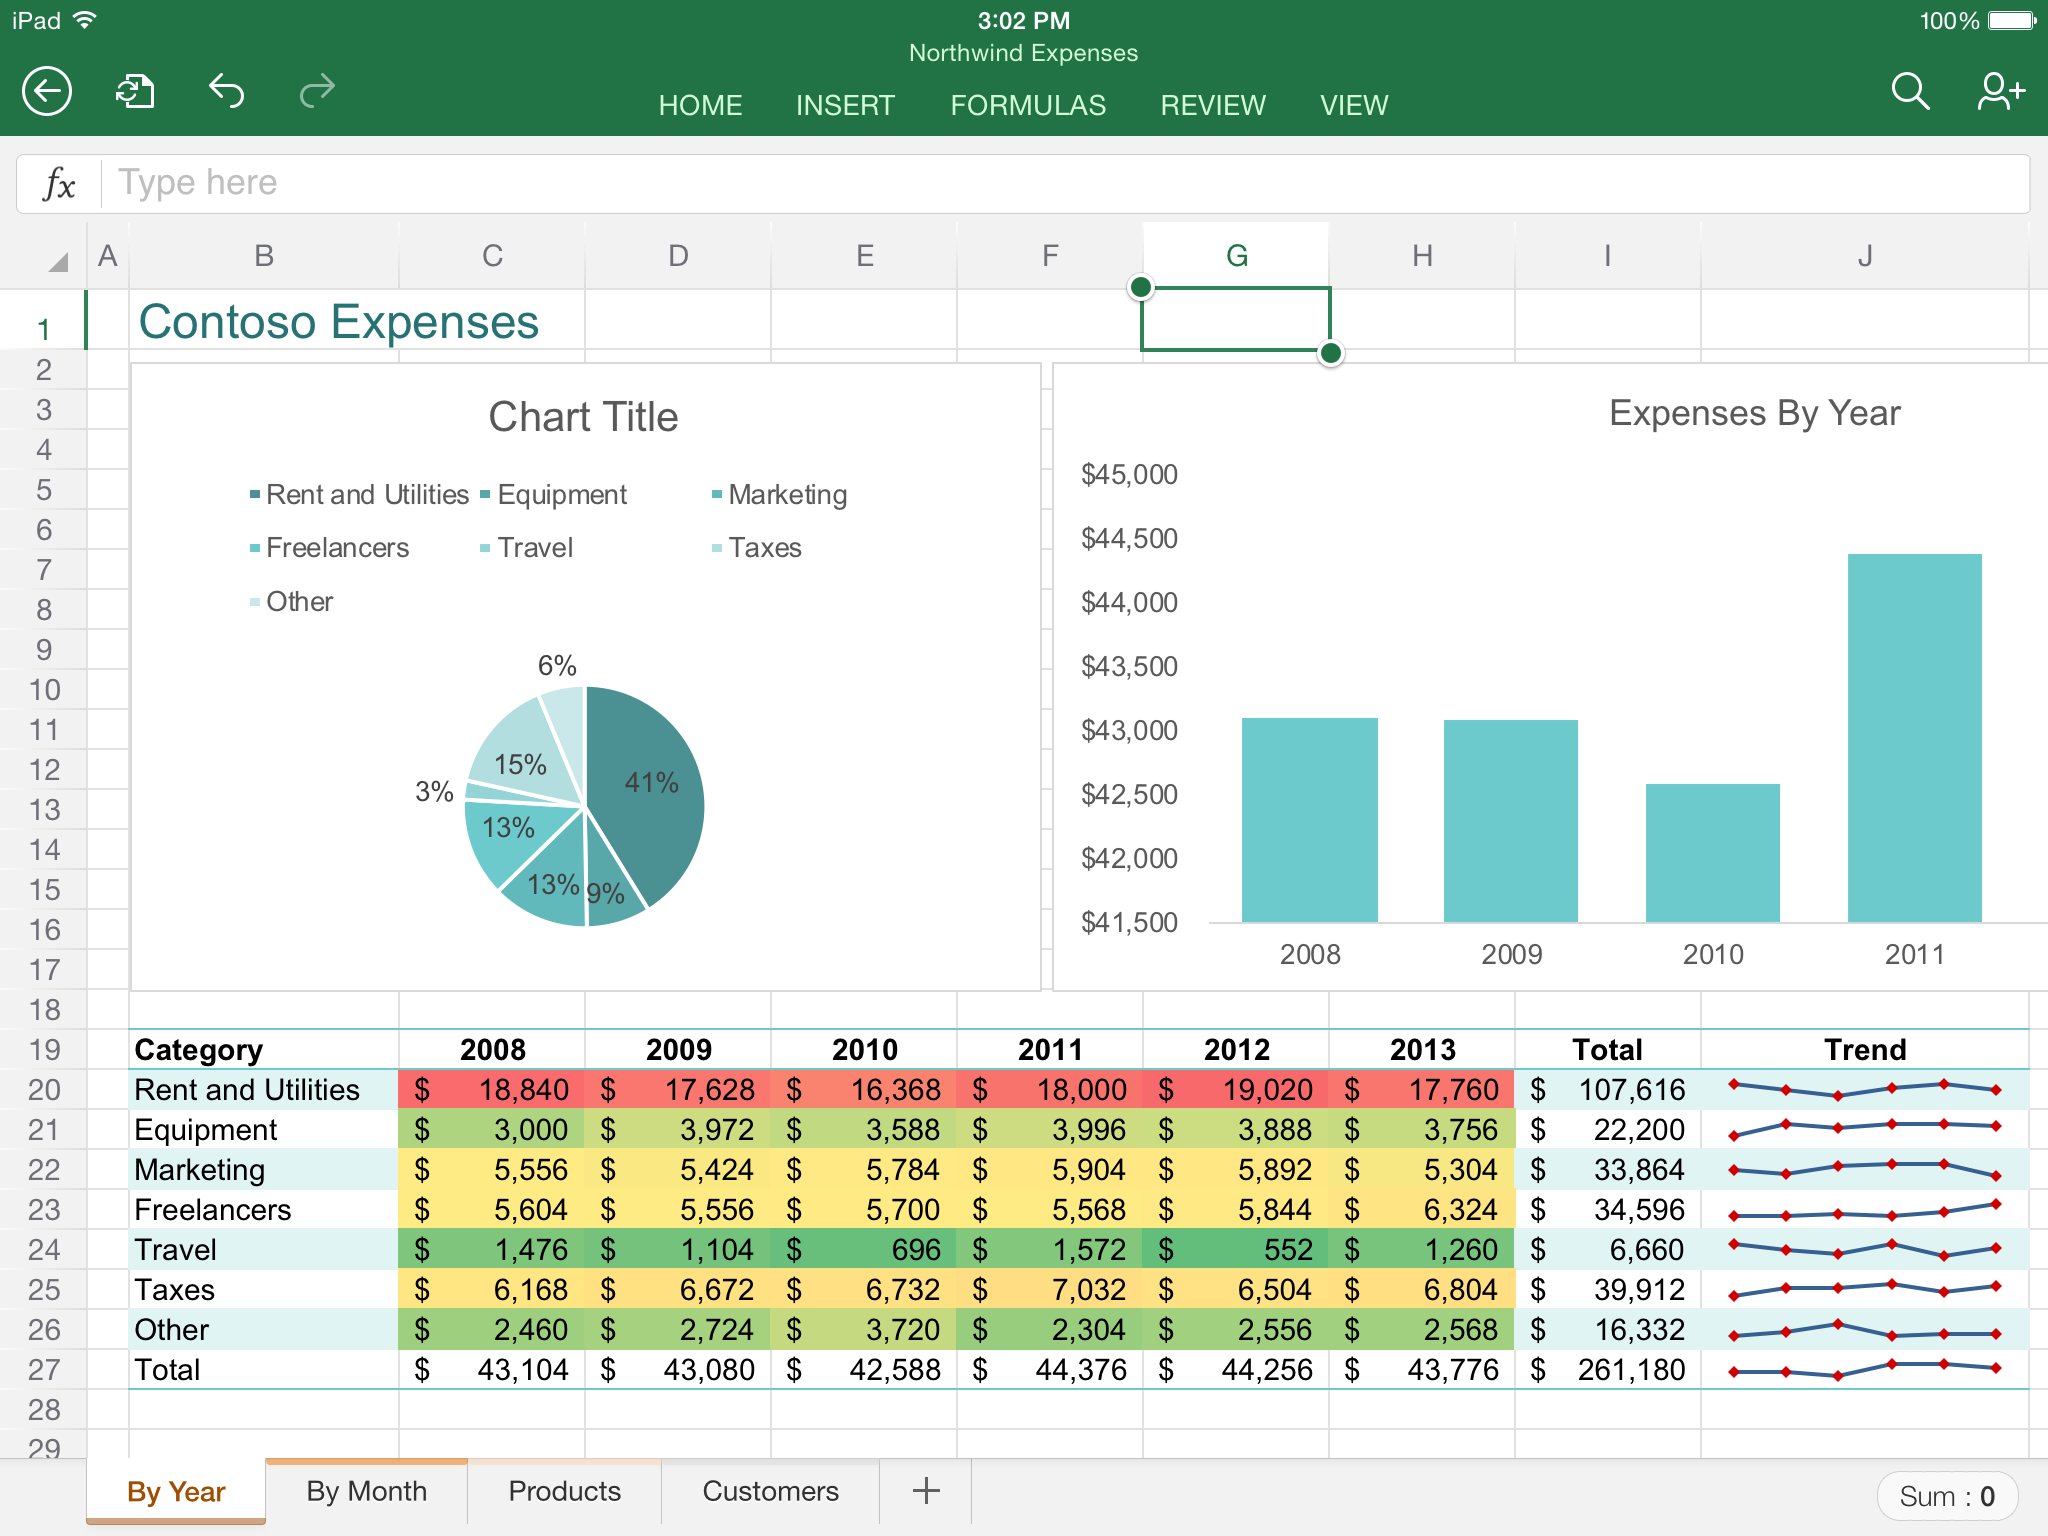 iPad 3:02 PM 100%
Northwind Expenses
HOME INSERT FORMULAS REVIEW VIEW
fx Type here
A B C D E F G H I J
1 Contoso Expenses
2
3
4
5
6
7
8
9
10
11
12
13
14
15
16
17
18
Chart Title
Rent and Utilities Equipment Marketing
Freelancers Travel Taxes
Other
6%
15% 41%
3%
13%
13% 9%
Expenses By Year
$45,000
$44,500
$44,000
$43,500
$43,000
$42,500
$42,000
$41,500
2008 2009 2010 2011
19 Category 2008 2009 2010 2011 2012 2013 Total Trend
20 Rent and Utilities $ 18,840 $ 17,628 $ 16,368 $ 18,000 $ 19,020 $ 17,760 $ 107,616
21 Equipment $ 3,000 $ 3,972 $ 3,588 $ 3,996 $ 3,888 $ 3,756 $ 22,200
22 Marketing $ 5,556 $ 5,424 $ 5,784 $ 5,904 $ 5,892 $ 5,304 $ 33,864
23 Freelancers $ 5,604 $ 5,556 $ 5,700 $ 5,568 $ 5,844 $ 6,324 $ 34,596
24 Travel $ 1,476 $ 1,104 $ 696 $ 1,572 $ 552 $ 1,260 $ 6,660
25 Taxes $ 6,168 $ 6,672 $ 6,732 $ 7,032 $ 6,504 $ 6,804 $ 39,912
26 Other $ 2,460 $ 2,724 $ 3,720 $ 2,304 $ 2,556 $ 2,568 $ 16,332
27 Total $ 43,104 $ 43,080 $ 42,588 $ 44,376 $ 44,256 $ 43,776 $ 261,180
28
29
By Year By Month Products Customers + Sum : 0